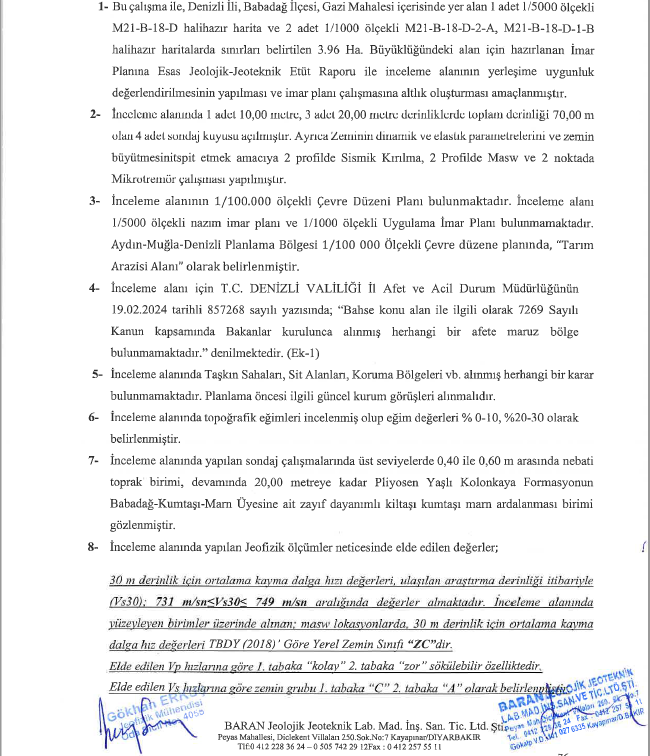 1- Bu çalışma ile, Denizli İli, Babadağ İlçesi, Gazi Mahalesi içerisinde yer alan 1 adet 1/5000 ölçekli
M21-B-18-D halihazır harita ve 2 adet 1/1000 ölçekli M21-B-18-D-2-A, M21-B-18-D-1-B
halihazır haritalarda sınırları belirtilen 3.96 Ha. Büyüklüğündeki alan için hazırlanan İmar
Planına Esas Jeolojik-Jeoteknik Etüt Raporu ile inceleme alanının yerleşime uygunluk
değerlendirilmesinin yapılması ve imar planı çalışmasına altlık oluşturması amaçlanmıştır.
2- İnceleme alanında 1 adet 10,00 metre, 3 adet 20,00 metre derinliklerde toplam derinliği 70,00 m
olan 4 adet sondaj kuyusu açılmıştır. Ayrıca Zeminin dinamik ve elastik parametrelerini ve zemin
büyütmesinitspit etmek amacıya 2 profilde Sismik Kırılma, 2 Profilde Masw ve 2 noktada
Mikrotremör çalışması yapılmıştır.
3- İnceleme alanının 1/100.000 ölçekli Çevre Düzeni Planı bulunmaktadır. İnceleme alanı
1/5000 ölçekli nazım imar planı ve 1/1000 ölçekli Uygulama İmar Planı bulunmamaktadır.
Aydın-Muğla-Denizli Planlama Bölgesi 1/100 000 Ölçekli Çevre düzene planında, “Tarım
Arazisi Alanı” olarak belirlenmiştir.
4- İnceleme alanı için T.C. DENİZLİ VALİLİĞİ İl Afet ve Acil Durum Müdürlüğünün
19.02.2024 tarihli 857268 sayılı yazısında; “Bahse konu alan ile ilgili olarak 7269 Sayılı
Kanun kapsamında Bakanlar kurulunca alınmış herhangi bir afete maruz bölge
bulunmamaktadır.” denilmektedir. (Ek-1)
5- İnceleme alanında Taşkın Sahaları, Sit Alanları, Koruma Bölgeleri vb. alınmış herhangi bir karar
bulunmamaktadır. Planlama öncesi ilgili güncel kurum görüşleri alınmalıdır.
6- İnceleme alanında topoğrafik eğimleri incelenmiş olup eğim değerleri % 0-10, %20-30 olarak
belirlenmiştir.
7- İnceleme alanında yapılan sondaj çalışmalarında üst seviyelerde 0,40 ile 0,60 m arasında nebati
toprak birimi, devamında 20,00 metreye kadar Pliyosen Yaşlı Kolonkaya Formasyonun
Babadağ-Kumtaşı-Marn Üyesine ait zayıf dayanımlı kiltaşı kumtaşı marn ardalanması birimi
gözlenmiştir.
8- İnceleme alanında yapılan Jeofizik ölçümler neticesinde elde edilen değerler;
30 m derinlik için ortalama kayma dalga hızı değerleri, ulaşılan araştırma derinliği itibariyle
(Vs30); 731 m/sn≤Vs30≤ 749 m/sn aralığında değerler almaktadır. İnceleme alanında
yüzeyleyen birimler üzerinde alınan; masw lokasyonlarda, 30 m derinlik için ortalama kayma
dalga hız değerleri TBDY (2018)’ Göre Yerel Zemin Sınıfı “ZC”dir.
Elde edilen Vp hızlarına göre 1. tabaka “kolay” 2. tabaka “zor” sökülebilir özelliktedir.
Elde edilen Vs hızlarına göre zemin grubu 1. tabaka “C” 2. tabaka “A” olarak belirlenmiştir.
Gökhan ERKUŞ
Jeofizik Mühendisi
4055
BARAN JEOLOJİK JEOTEKNİK
LAB.MAD.İNŞ.SAN.VE TİC.LTD.ŞTİ.
BARAN Jeolojik Jeoteknik Lab. Mad. İnş. San. Tic. Ltd. Şti.
Peyas Mahallesi, Diclekent Villaları 250.Sok.No:7 Kayapınar/DİYARBAKIR
Tlf:0 412 228 36 24 – 0 505 742 29 12Fax : 0 412 257 55 11